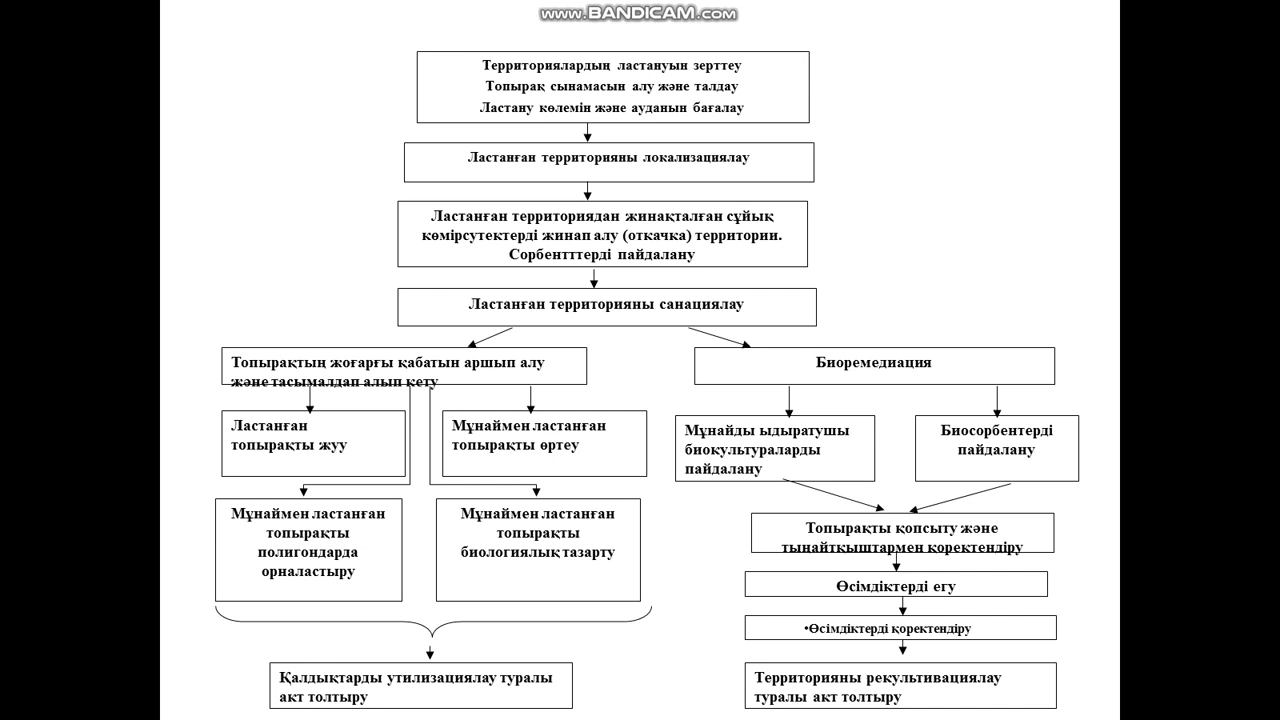 www.BANDICAM.com
Территориялардың ластануын зерттеу
Топырақ сынамасын алу және талдау
Ластану көлемін және ауданын бағалау
Ластанған территорияны локализациялау
Ластанған территориядан жинақталған сұйық
көмірсутектерді жинап алу (откачка) территории.
Сорбентттерді пайдалану
Ластанған территорияны санациялау
Топырақтың жоғарғы қабатын аршып алу
және тасымалдап алып кету
Биоремедиация
Ластанған
топырақты жуу
Мұнаймен ластанған
топырақты өртеу
Мұнайды ыдыратушы
биокультураларды
пайдалану
Биосорбентерді
пайдалану
Мұнаймен ластанған
топырақты
полигондарда
орналастыру
Мұнаймен ластанған
топырақты
биологиялық тазарту
Топырақты қопсыту және
тынайтқыштармен қоректендіру
Өсімдіктерді егу
•Өсімдіктерді қоректендіру
Қалдықтарды утилизациялау туралы
акт толтыру
Территорияны рекультивациялау
туралы акт толтыру